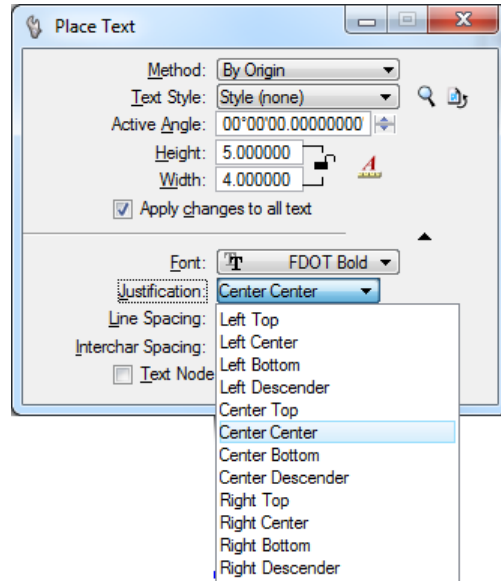 Place Text
Method: By Origin
Text Style: Style (none)
Active Angle: 00°00'00.00000000'
Height: 5.000000
Width: 4.000000
Apply changes to all text
Font: FDOT Bold
Justification: Center Center
Line Spacing:
Interchar Spacing:
Text Node
Left Top
Left Center
Left Bottom
Left Descender
Center Top
Center Center
Center Bottom
Center Descender
Right Top
Right Center
Right Bottom
Right Descender